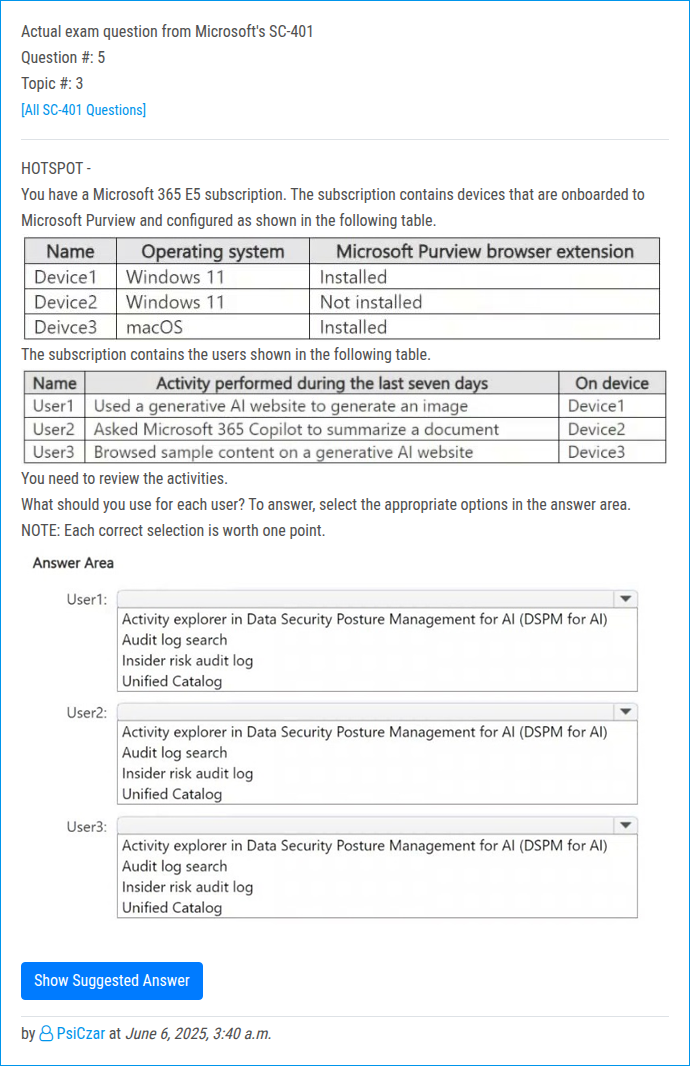 Actual exam question from Microsoft's SC-401
Question #: 5
Topic #: 3
[All SC-401 Questions]
HOTSPOT -
You have a Microsoft 365 E5 subscription. The subscription contains devices that are onboarded to
Microsoft Purview and configured as shown in the following table.
Name Operating system Microsoft Purview browser extension
Device1 Windows 11 Installed
Device2 Windows 11 Not installed
Deivce3 macOS Installed
The subscription contains the users shown in the following table.
Name Activity performed during the last seven days On device
User1 Used a generative AI website to generate an image Device1
User2 Asked Microsoft 365 Copilot to summarize a document Device2
User3 Browsed sample content on a generative AI website Device3
You need to review the activities.
What should you use for each user? To answer, select the appropriate options in the answer area.
NOTE: Each correct selection is worth one point.
Answer Area
User1:
Activity explorer in Data Security Posture Management for AI (DSPM for AI)
Audit log search
Insider risk audit log
Unified Catalog
User2:
Activity explorer in Data Security Posture Management for AI (DSPM for AI)
Audit log search
Insider risk audit log
Unified Catalog
User3:
Activity explorer in Data Security Posture Management for AI (DSPM for AI)
Audit log search
Insider risk audit log
Unified Catalog
Show Suggested Answer
by PsiCzar at June 6, 2025, 3:40 a.m.